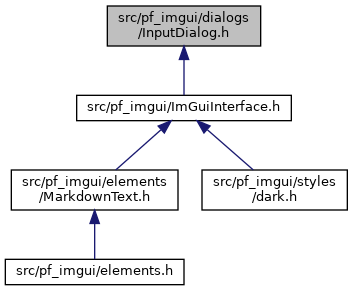 src/pf_imgui/dialogs
/InputDialog.h
src/pf_imgui/ImGuiInterface.h
src/pf_imgui/elements
/MarkdownText.h
src/pf_imgui/styles
/dark.h
src/pf_imgui/elements.h